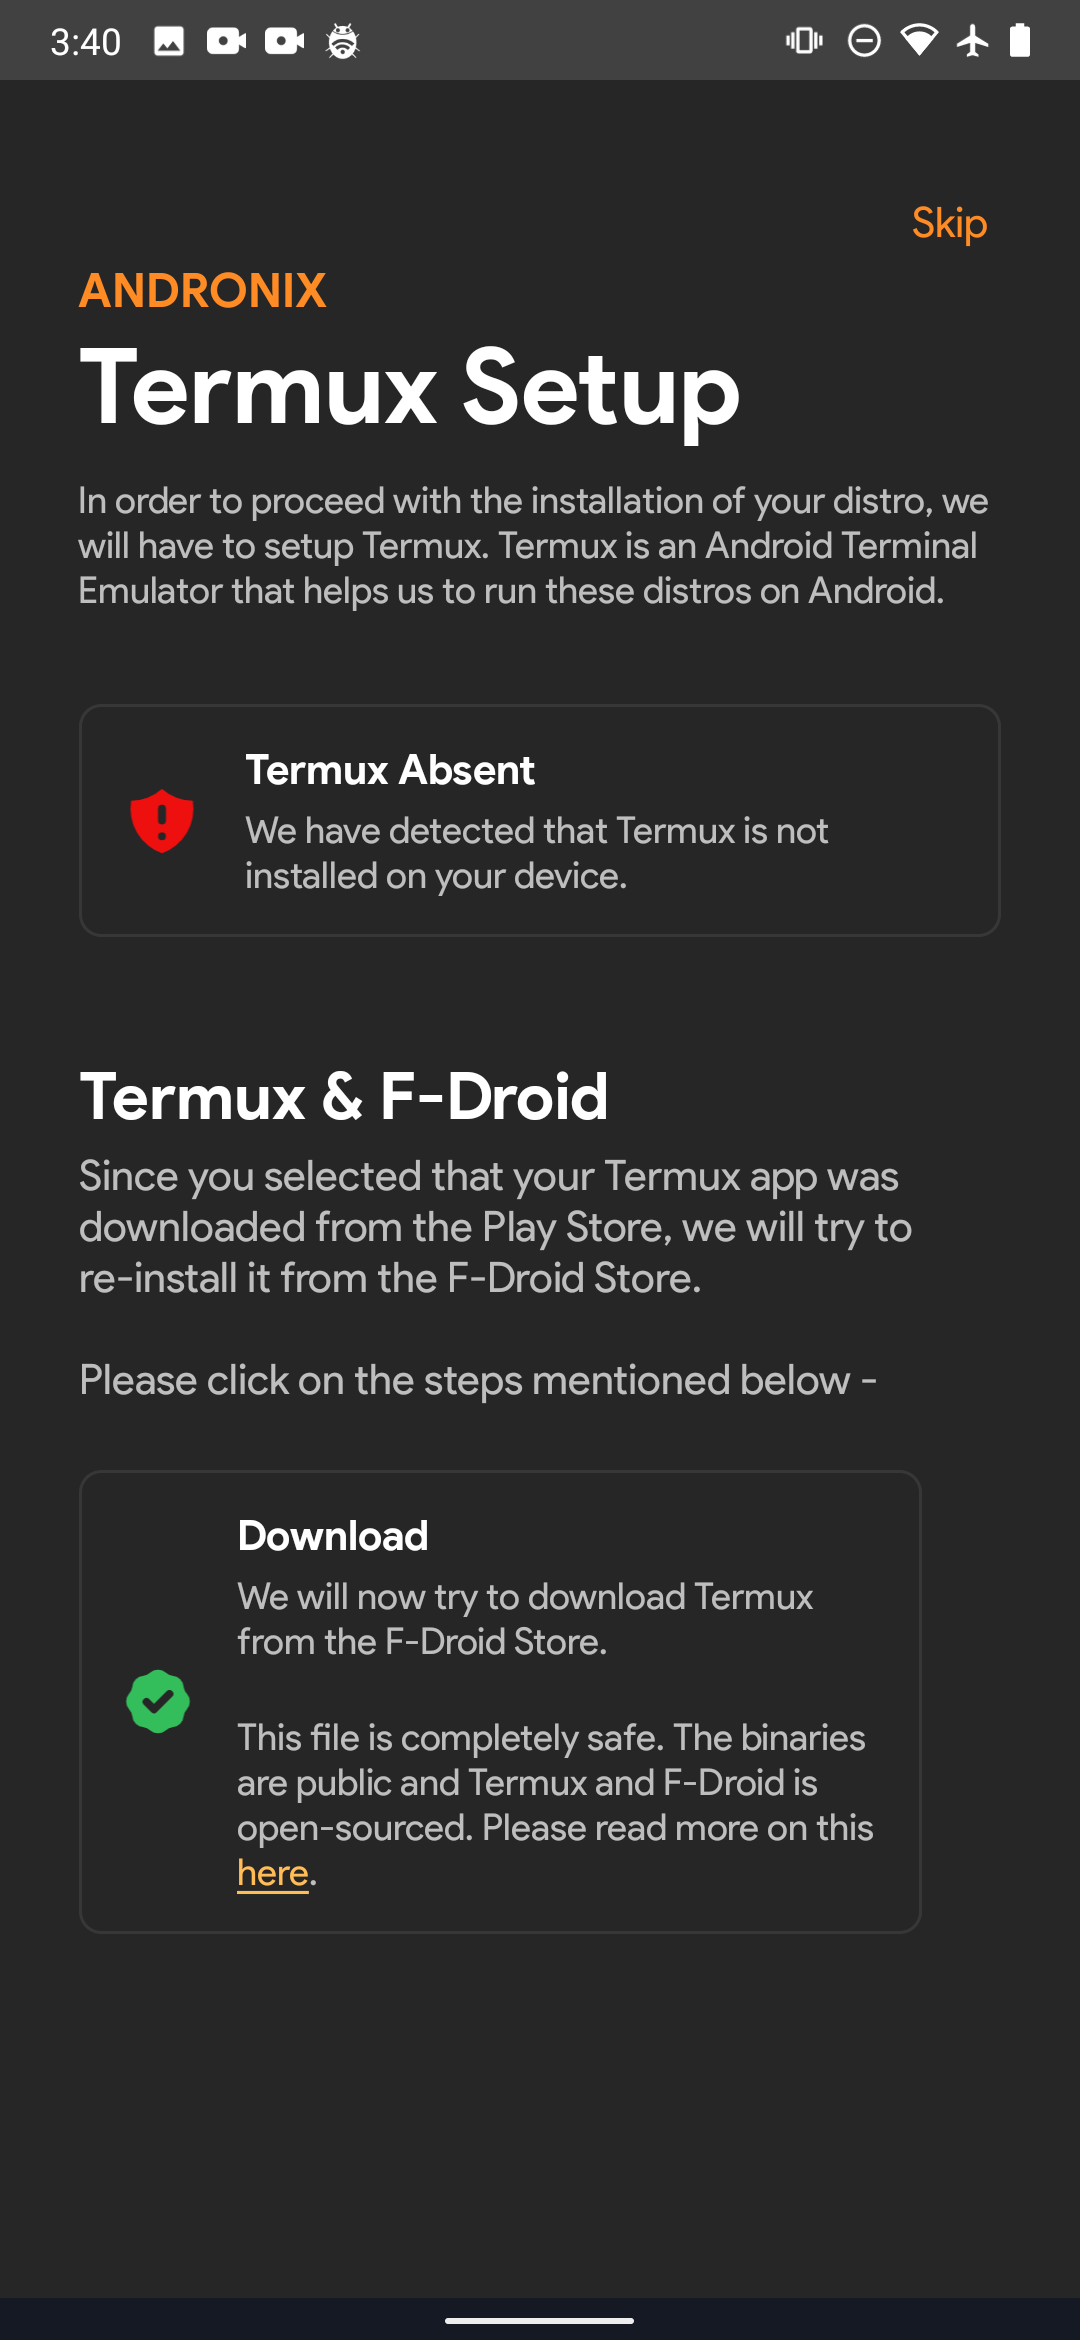 3:40
Skip
ANDRONIX
Termux Setup
In order to proceed with the installation of your distro, we
will have to setup Termux. Termux is an Android Terminal
Emulator that helps us to run these distros on Android.
Termux Absent
We have detected that Termux is not
installed on your device.
Termux & F-Droid
Since you selected that your Termux app was
downloaded from the Play Store, we will try to
re-install it from the F-Droid Store.
Please click on the steps mentioned below -
Download
We will now try to download Termux
from the F-Droid Store.
This file is completely safe. The binaries
are public and Termux and F-Droid is
open-sourced. Please read more on this
here.